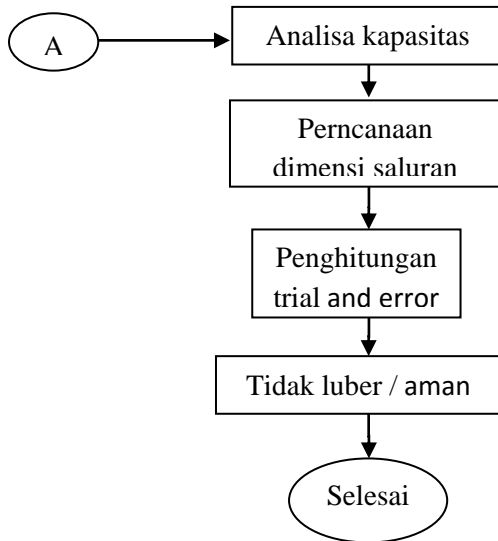 A
Analisa kapasitas
Perncanaan
dimensi saluran
Penghitungan
trial and error
Tidak luber / aman
Selesai